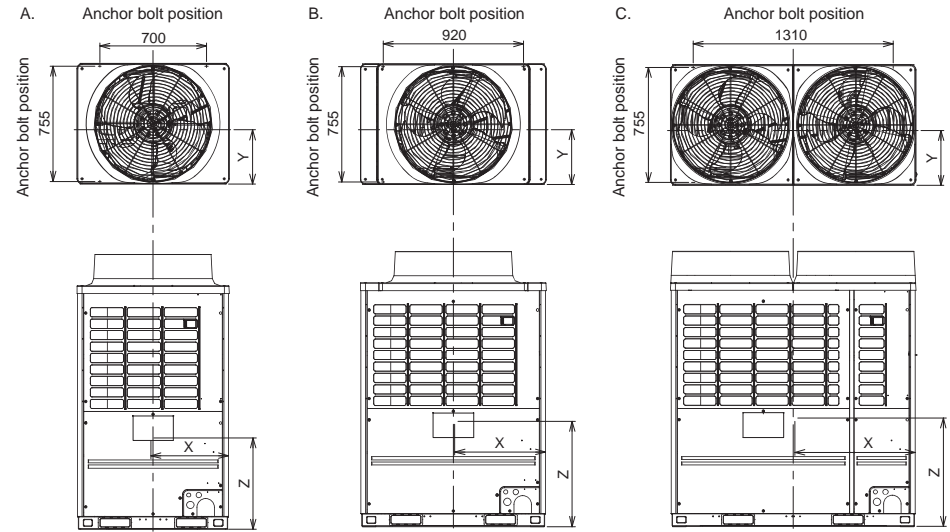 A. Anchor bolt position
700
Anchor bolt position
755
Y
X
Z
B. Anchor bolt position
920
Anchor bolt position
755
Y
X
Z
C. Anchor bolt position
1310
Anchor bolt position
755
Y
X
Z